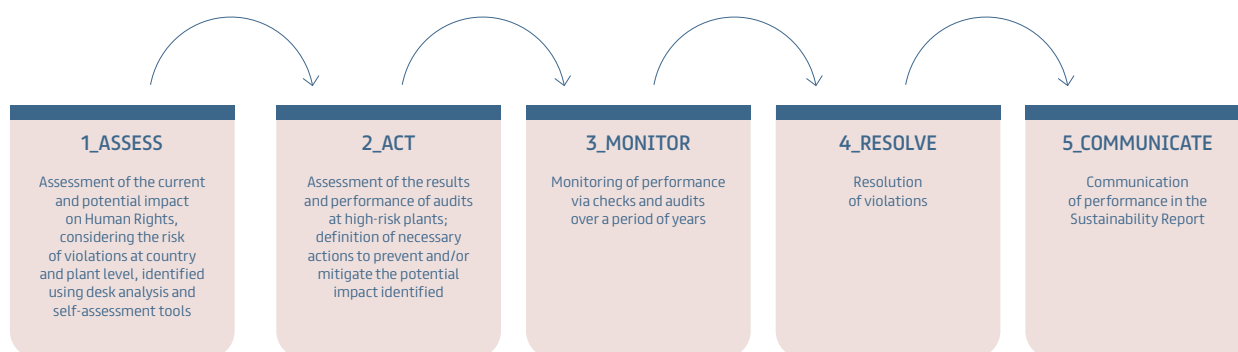 1_ASSESS
Assessment of the current
and potential impact
on Human Rights,
considering the risk
of violations at country
and plant level, identified
using desk analysis and
self-assessment tools
2_ACT
Assessment of the results
and performance of audits
at high-risk plants;
definition of necessary
actions to prevent and/or
mitigate the potential
impact identified
3_MONITOR
Monitoring of performance
via checks and audits
over a period of years
4_RESOLVE
Resolution
of violations
5_COMMUNICATE
Communication
of performance in the
Sustainability Report